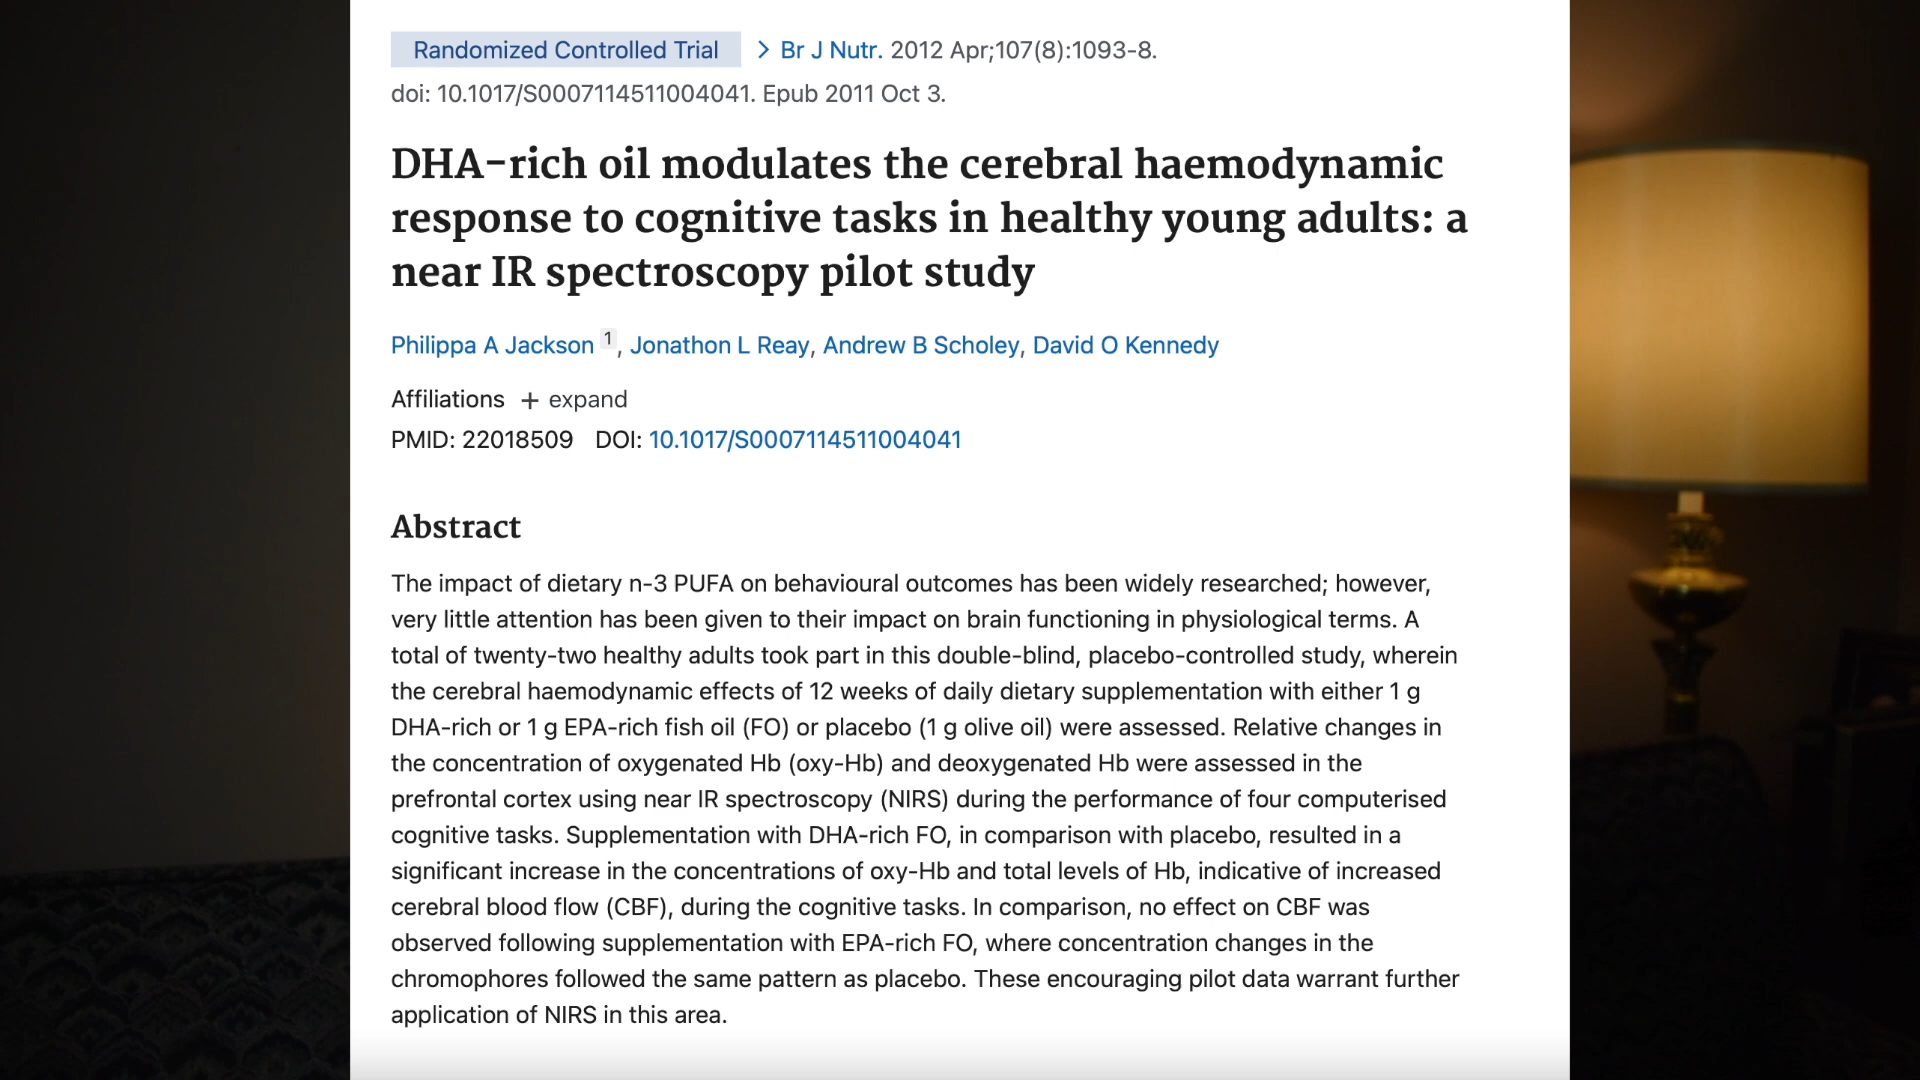 Randomized Controlled Trial > Br J Nutr. 2012 Apr;107(8):1093-8.
doi: 10.1017/S0007114511004041. Epub 2011 Oct 3.
DHA-rich oil modulates the cerebral haemodynamic
response to cognitive tasks in healthy young adults: a
near IR spectroscopy pilot study
Philippa A Jackson 1, Jonathon L Reay, Andrew B Scholey, David O Kennedy
Affiliations + expand
PMID: 22018509 DOI: 10.1017/S0007114511004041
Abstract
The impact of dietary n-3 PUFA on behavioural outcomes has been widely researched; however,
very little attention has been given to their impact on brain functioning in physiological terms. A
total of twenty-two healthy adults took part in this double-blind, placebo-controlled study, wherein
the cerebral haemodynamic effects of 12 weeks of daily dietary supplementation with either 1 g
DHA-rich or 1 g EPA-rich fish oil (FO) or placebo (1 g olive oil) were assessed. Relative changes in
the concentration of oxygenated Hb (oxy-Hb) and deoxygenated Hb were assessed in the
prefrontal cortex using near IR spectroscopy (NIRS) during the performance of four computerised
cognitive tasks. Supplementation with DHA-rich FO, in comparison with placebo, resulted in a
significant increase in the concentrations of oxy-Hb and total levels of Hb, indicative of increased
cerebral blood flow (CBF), during the cognitive tasks. In comparison, no effect on CBF was
observed following supplementation with EPA-rich FO, where concentration changes in the
chromophores followed the same pattern as placebo. These encouraging pilot data warrant further
application of NIRS in this area.